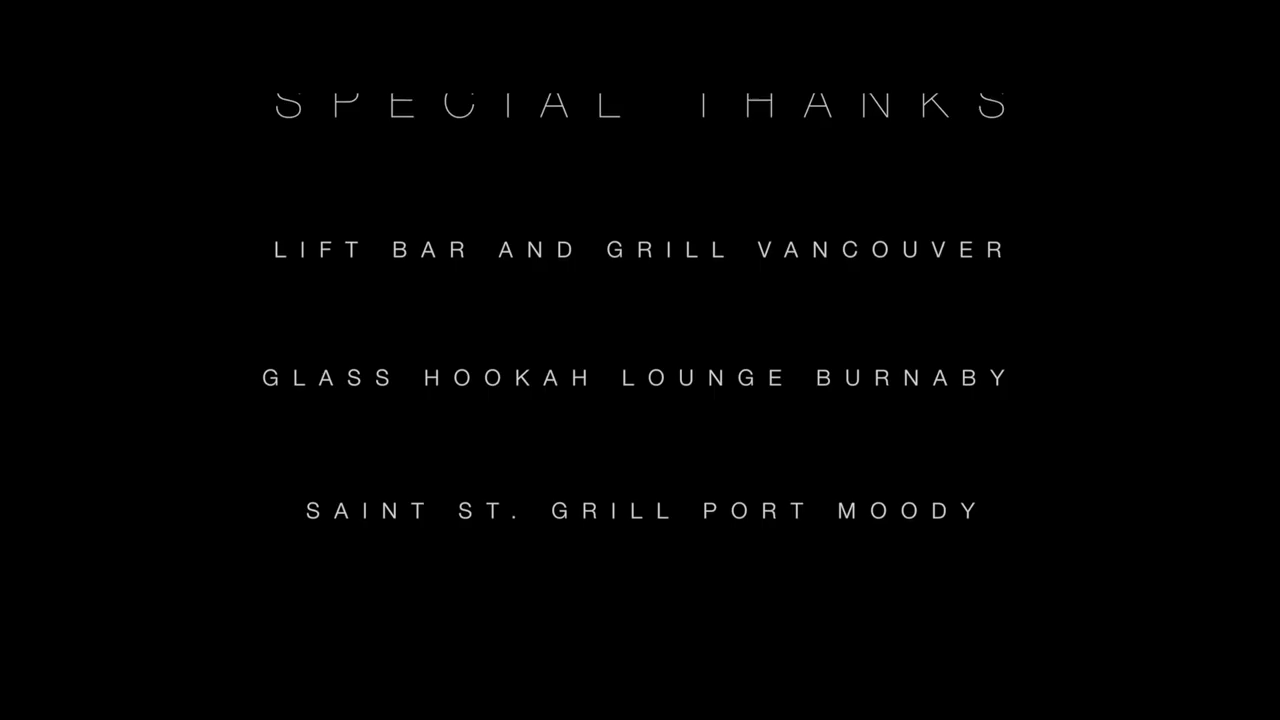 SPECIAL THANKS
LIFT BAR AND GRILL VANCOUVER
GLASS HOOKAH LOUNGE BURNABY
SAINT ST. GRILL PORT MOODY